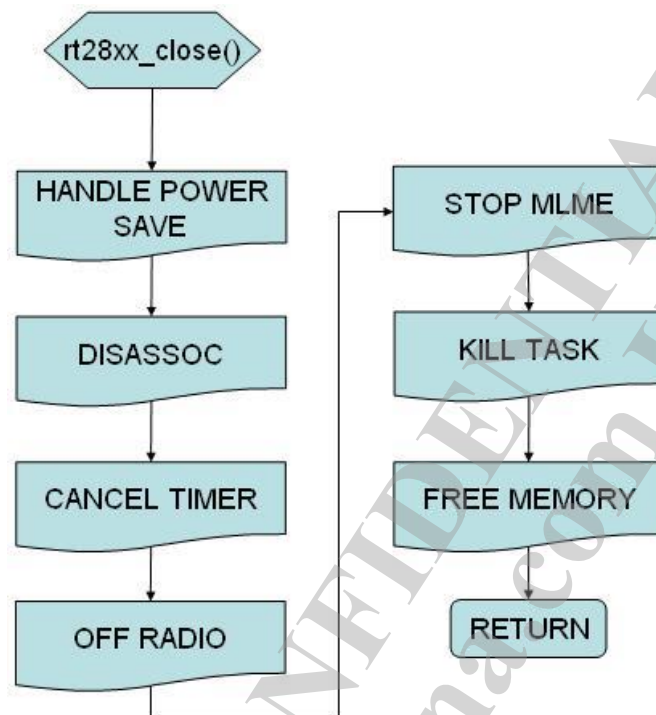 rt28xx_close()
HANDLE POWER
SAVE
DISASSOC
CANCEL TIMER
OFF RADIO
STOP MLME
KILL TASK
FREE MEMORY
RETURN